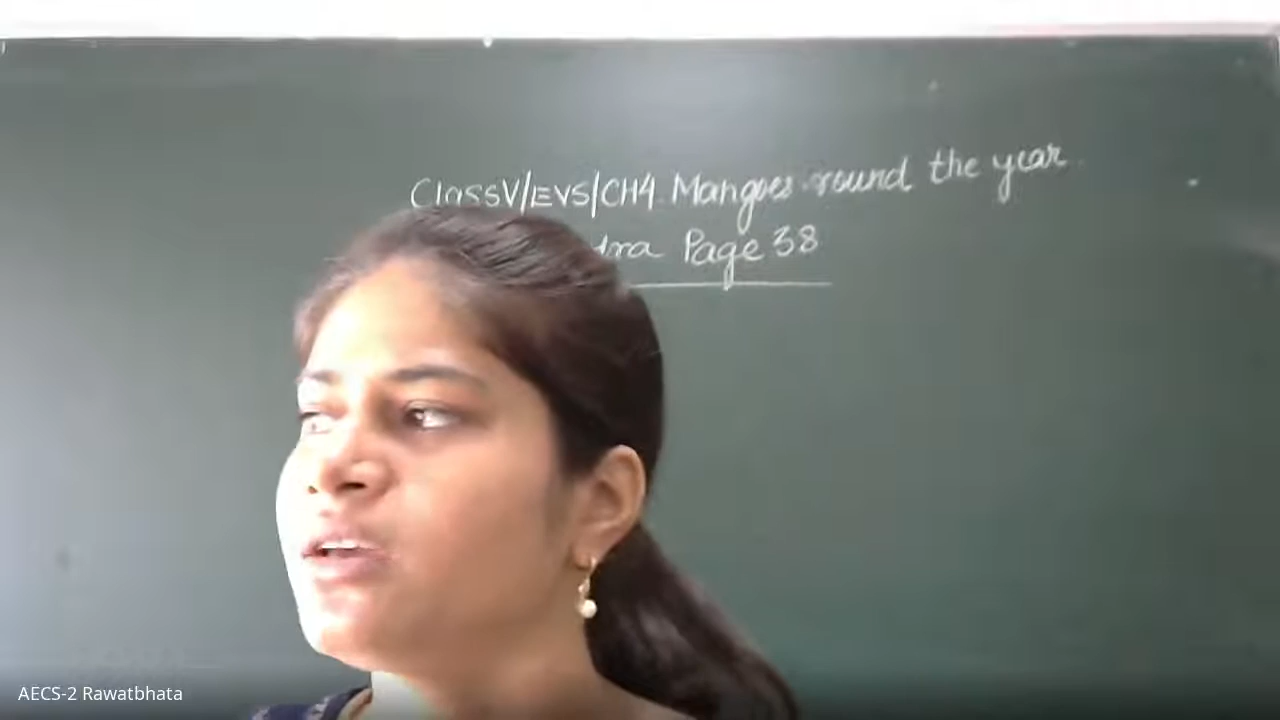 ClassV/EVS/CH4 Mangoes round the year
Page 38
AECS-2 Rawatbhata